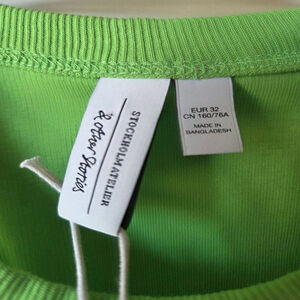 STOCKHOLM ATELIER
& Other Stories
EUR 32
CN 160/76A
MADE IN
BANGLADESH